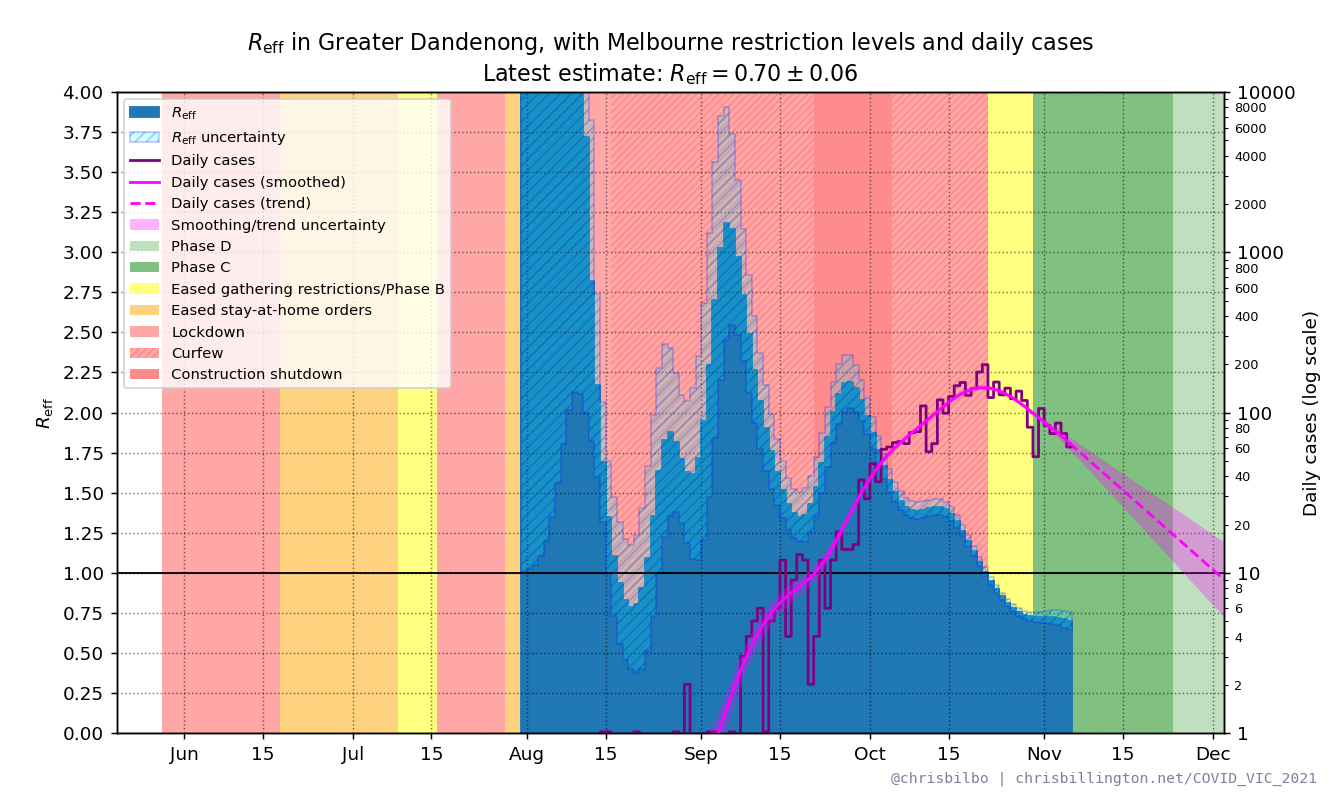 Reff in Greater Dandenong, with Melbourne restriction levels and daily cases
Latest estimate: Reff = 0.70 ± 0.06
Reff
Reff uncertainty
Daily cases
Daily cases (smoothed)
Daily cases (trend)
Smoothing/trend uncertainty
Phase D
Phase C
Eased gathering restrictions/Phase B
Eased stay-at-home orders
Lockdown
Curfew
Construction shutdown
Reff
4.00
3.75
3.50
3.25
3.00
2.75
2.50
2.25
2.00
1.75
1.50
1.25
1.00
0.75
0.50
0.25
0.00
Jun 15 Jul 15 Aug 15 Sep 15 Oct 15 Nov 15 Dec
10000
8000
6000
4000
2000
1000
800
600
400
200
100
80
60
40
20
10
8
6
4
2
1
Daily cases (log scale)
@chrisbilbo | chrisbillington.net/COVID_VIC_2021